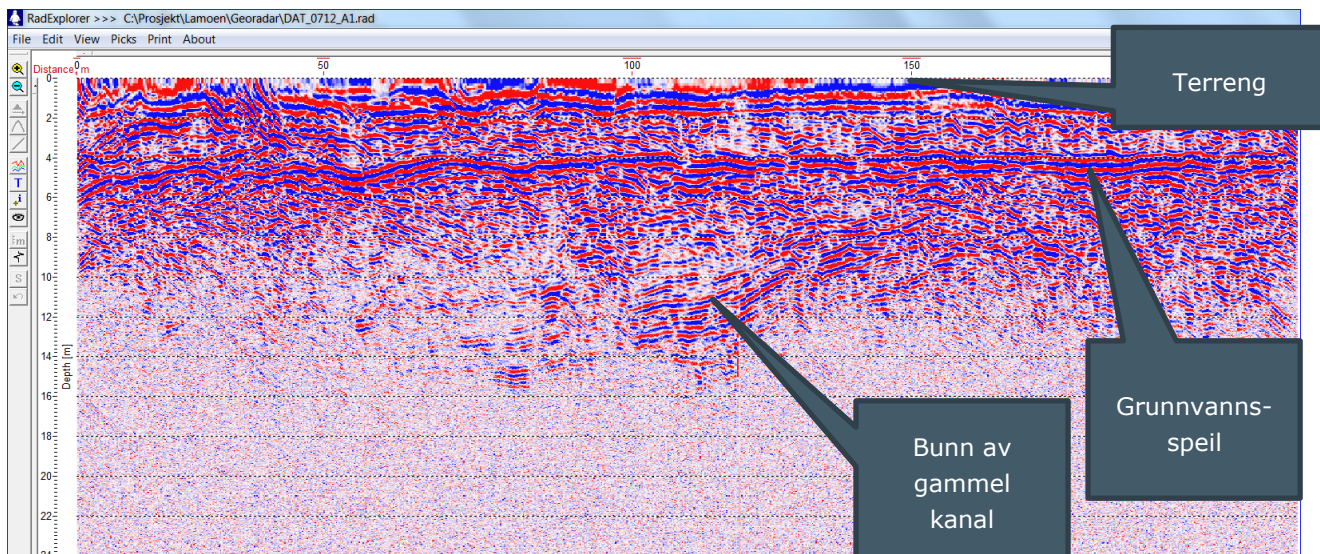 RadExplorer >>> C:\Prosjekt\Lamoen\Georadar\DAT_0712_A1.rad
File Edit View Picks Print About
Distance, m
0 50 100 150
Terreng
0
2
4
6
8
10
12
14
16
18
20
22
24
Depth [m]
T
i
m
S
Grunnvanns-
speil
Bunn av
gammel
kanal